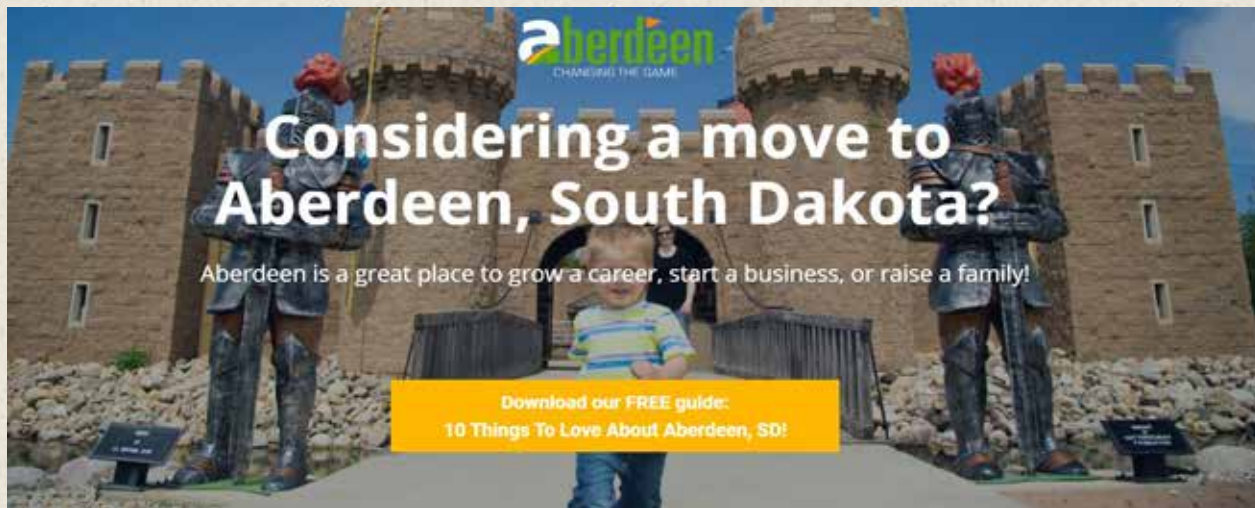 aberdeen
CHANGING THE GAME
Considering a move to
Aberdeen, South Dakota?
Aberdeen is a great place to grow a career, start a business, or raise a family!
Download our FREE guide:
10 Things To Love About Aberdeen, SD!